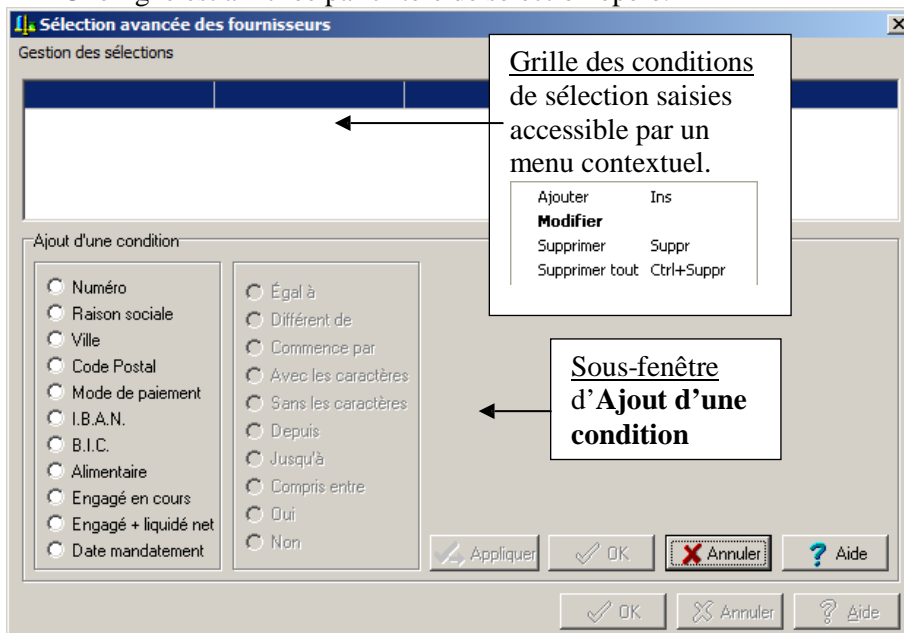 Sélection avancée des fournisseurs
Gestion des sélections
Grille des conditions
de sélection saisies
accessible par un
menu contextuel.
Ajouter Ins
Modifier
Supprimer Suppr
Supprimer tout Ctrl+Suppr
Ajout d'une condition
Numéro
Raison sociale
Ville
Code Postal
Mode de paiement
I.B.A.N.
B.I.C.
Alimentaire
Engagé en cours
Engagé + liquidé net
Date mandatement
Égal à
Différent de
Commence par
Avec les caractères
Sans les caractères
Depuis
Jusqu'à
Compris entre
Oui
Non
Sous-fenêtre
d'Ajout d'une
condition
Appliquer OK Annuler Aide
OK Annuler Aide